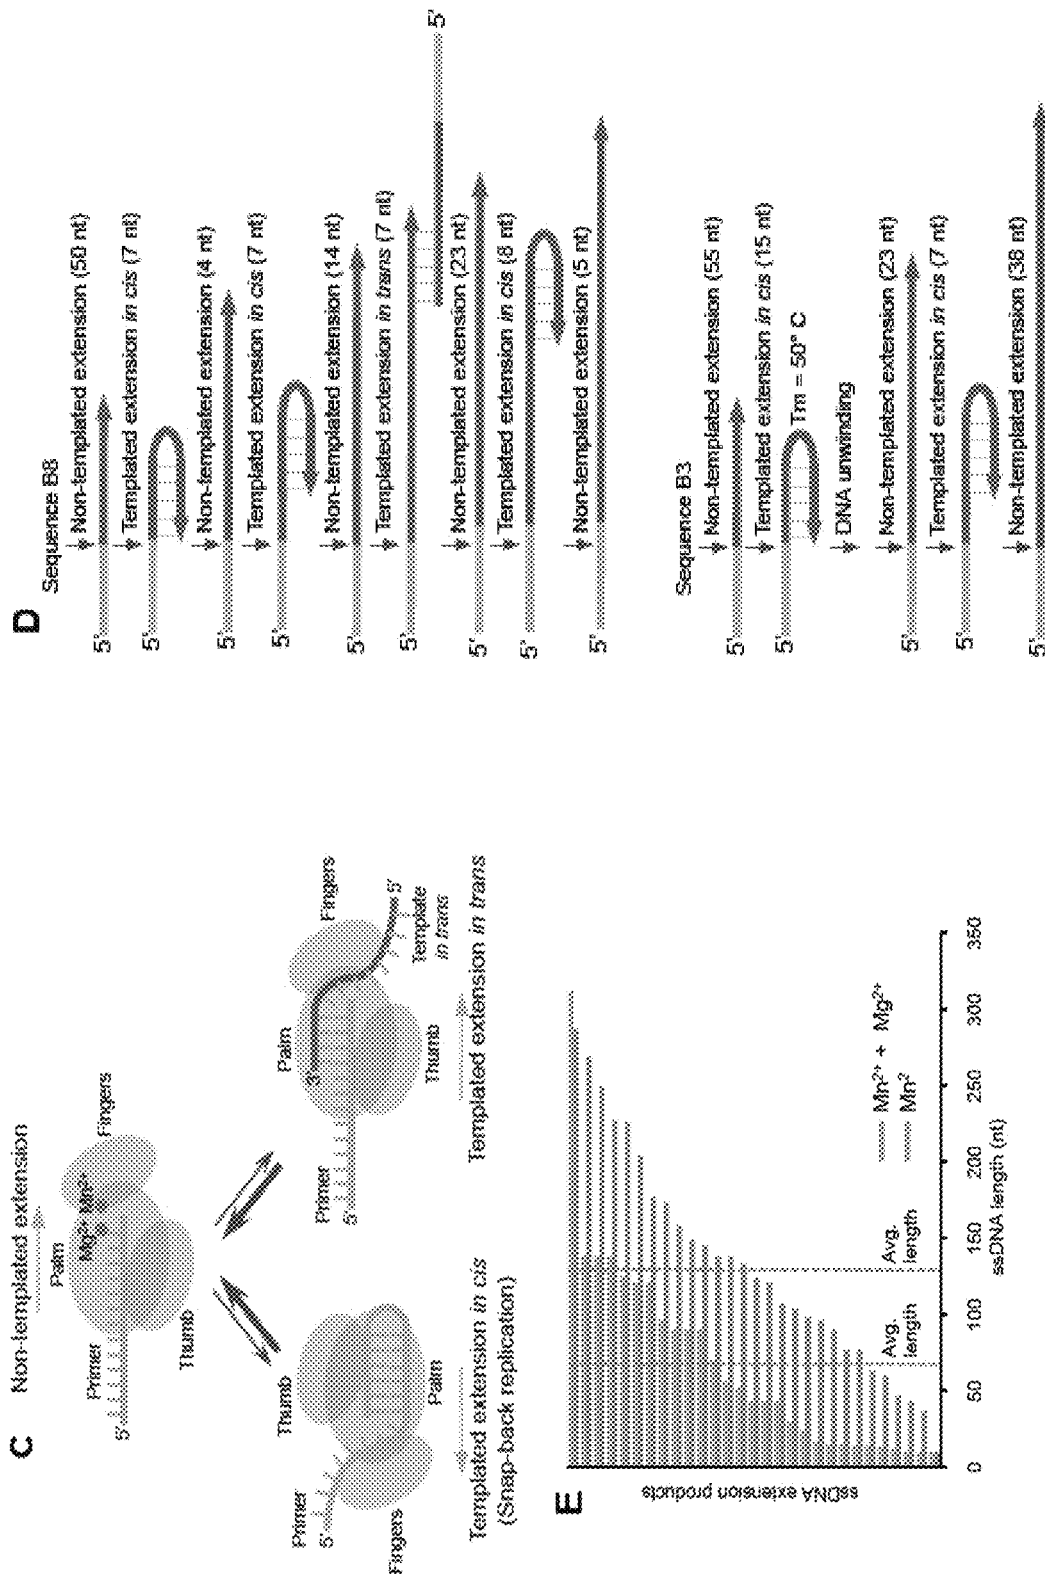 C
Non-templated extension
Primer
5'
Palm
Mg²⁺ Mn²⁺
Fingers
Thumb
Primer
5'
Thumb
Fingers
Palm
Templated extension in cis
(Snap-back replication)
Primer
5'
Palm
3'
Fingers
5'
Template
in trans
Thumb
Templated extension in trans
D
Sequence B8
Non-templated extension (50 nt)
5'
Templated extension in cis (7 nt)
5'
Non-templated extension (4 nt)
5'
Templated extension in cis (7 nt)
5'
Non-templated extension (14 nt)
5'
Templated extension in trans (7 nt)
5'
5'
Non-templated extension (23 nt)
5'
Templated extension in cis (8 nt)
5'
Non-templated extension (5 nt)
5'
Sequence B3
Non-templated extension (55 nt)
5'
Templated extension in cis (15 nt)
5'
Tm = 50° C
DNA unwinding
Non-templated extension (23 nt)
5'
Templated extension in cis (7 nt)
5'
Non-templated extension (38 nt)
5'
E
ssDNA extension products
Avg.
length
Avg.
length
Mn²⁺ + Mg²⁺
Mn²
0 50 100 150 200 250 300 350
ssDNA length (nt)